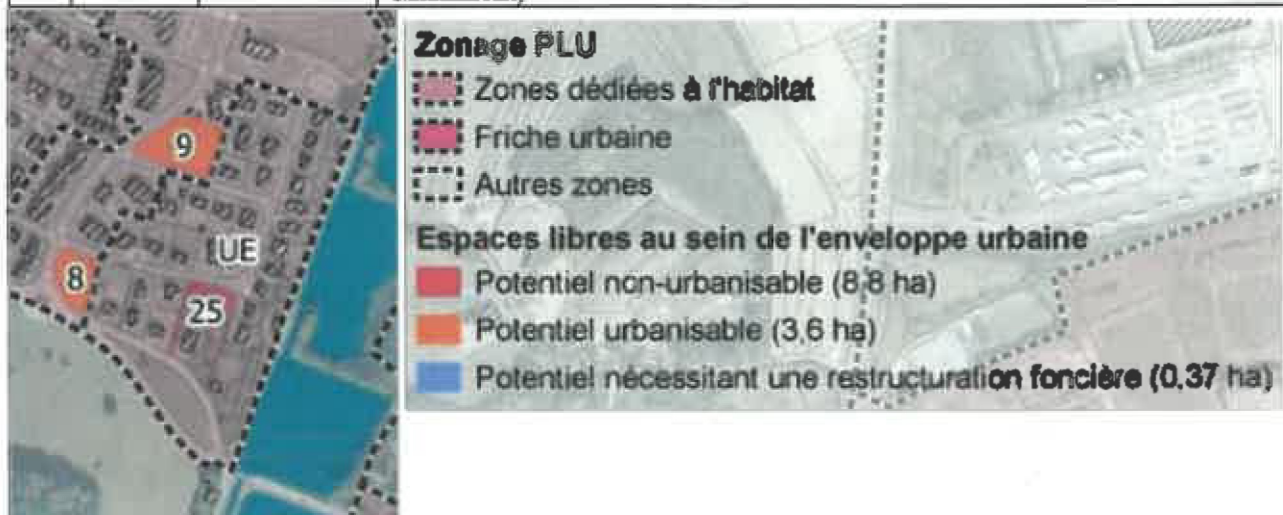 Zonage PLU
Zones dédiées à l'habitat
Friche urbaine
Autres zones
Espaces libres au sein de l'enveloppe urbaine
Potentiel non-urbanisable (8,8 ha)
Potentiel urbanisable (3,6 ha)
Potentiel nécessitant une restructuration foncière (0,37 ha)
9
UE
8
25